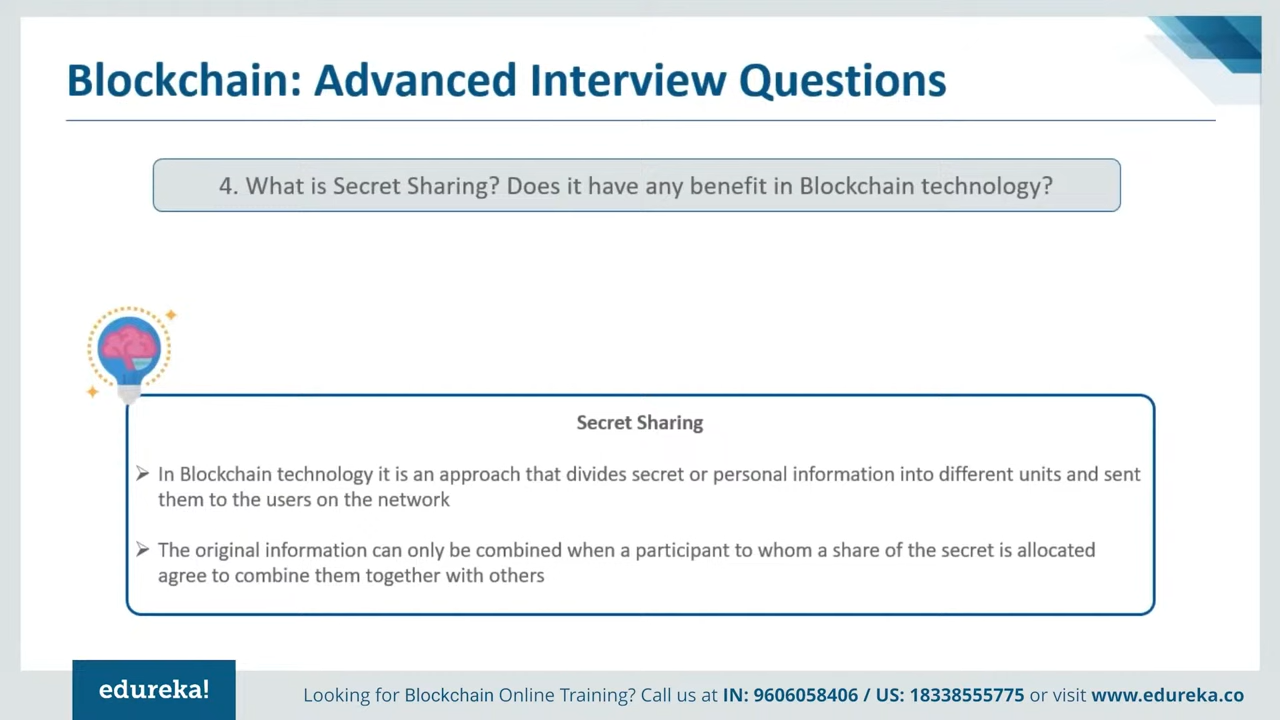 Blockchain: Advanced Interview Questions
4. What is Secret Sharing? Does it have any benefit in Blockchain technology?
Secret Sharing
➢ In Blockchain technology it is an approach that divides secret or personal information into different units and sent
them to the users on the network
➢ The original information can only be combined when a participant to whom a share of the secret is allocated
agree to combine them together with others
edureka!
Looking for Blockchain Online Training? Call us at IN: 9606058406 / US: 18338555775 or visit www.edureka.co